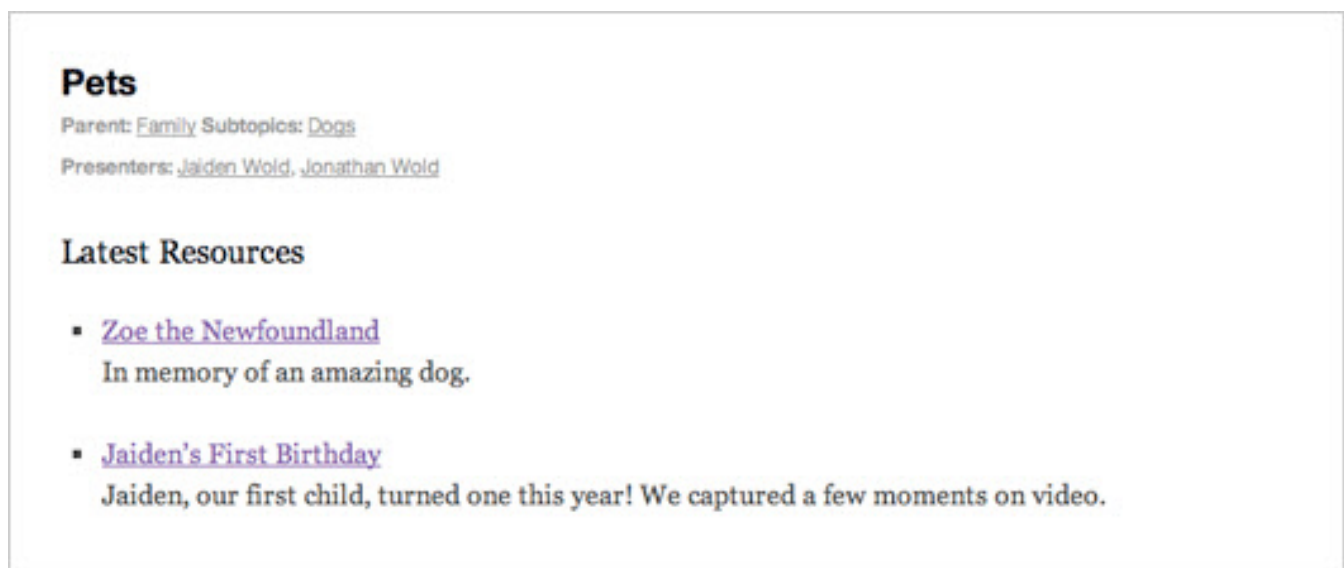 Pets
Parent: Family Subtopics: Dogs
Presenters: Jaiden Wold, Jonathan Wold
Latest Resources
▪ Zoe the Newfoundland
In memory of an amazing dog.
▪ Jaiden’s First Birthday
Jaiden, our first child, turned one this year! We captured a few moments on video.